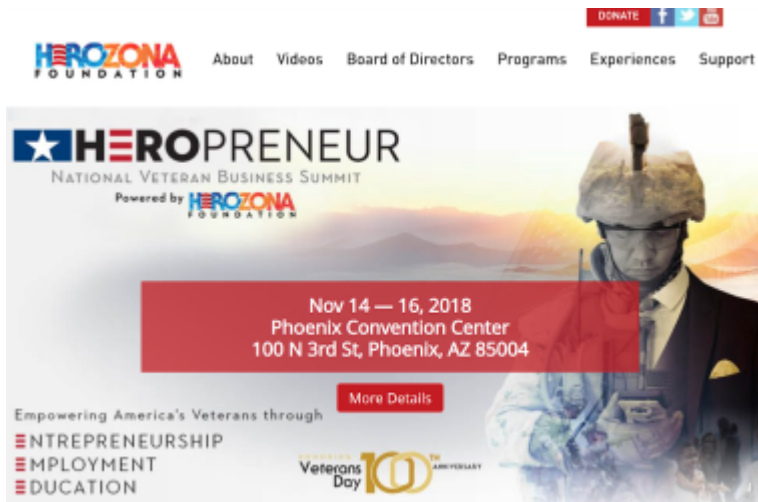 DONATE
HEROZONA
FOUNDATION
About Videos Board of Directors Programs Experiences Support
HEROPRENEUR
NATIONAL VETERAN BUSINESS SUMMIT
Powered by HEROZONA
FOUNDATION
Nov 14 — 16, 2018
Phoenix Convention Center
100 N 3rd St, Phoenix, AZ 85004
More Details
Empowering America's Veterans through
ENTREPRENEURSHIP
EMPLOYMENT
EDUCATION
Veterans
Day
100TH
ANNIVERSARY